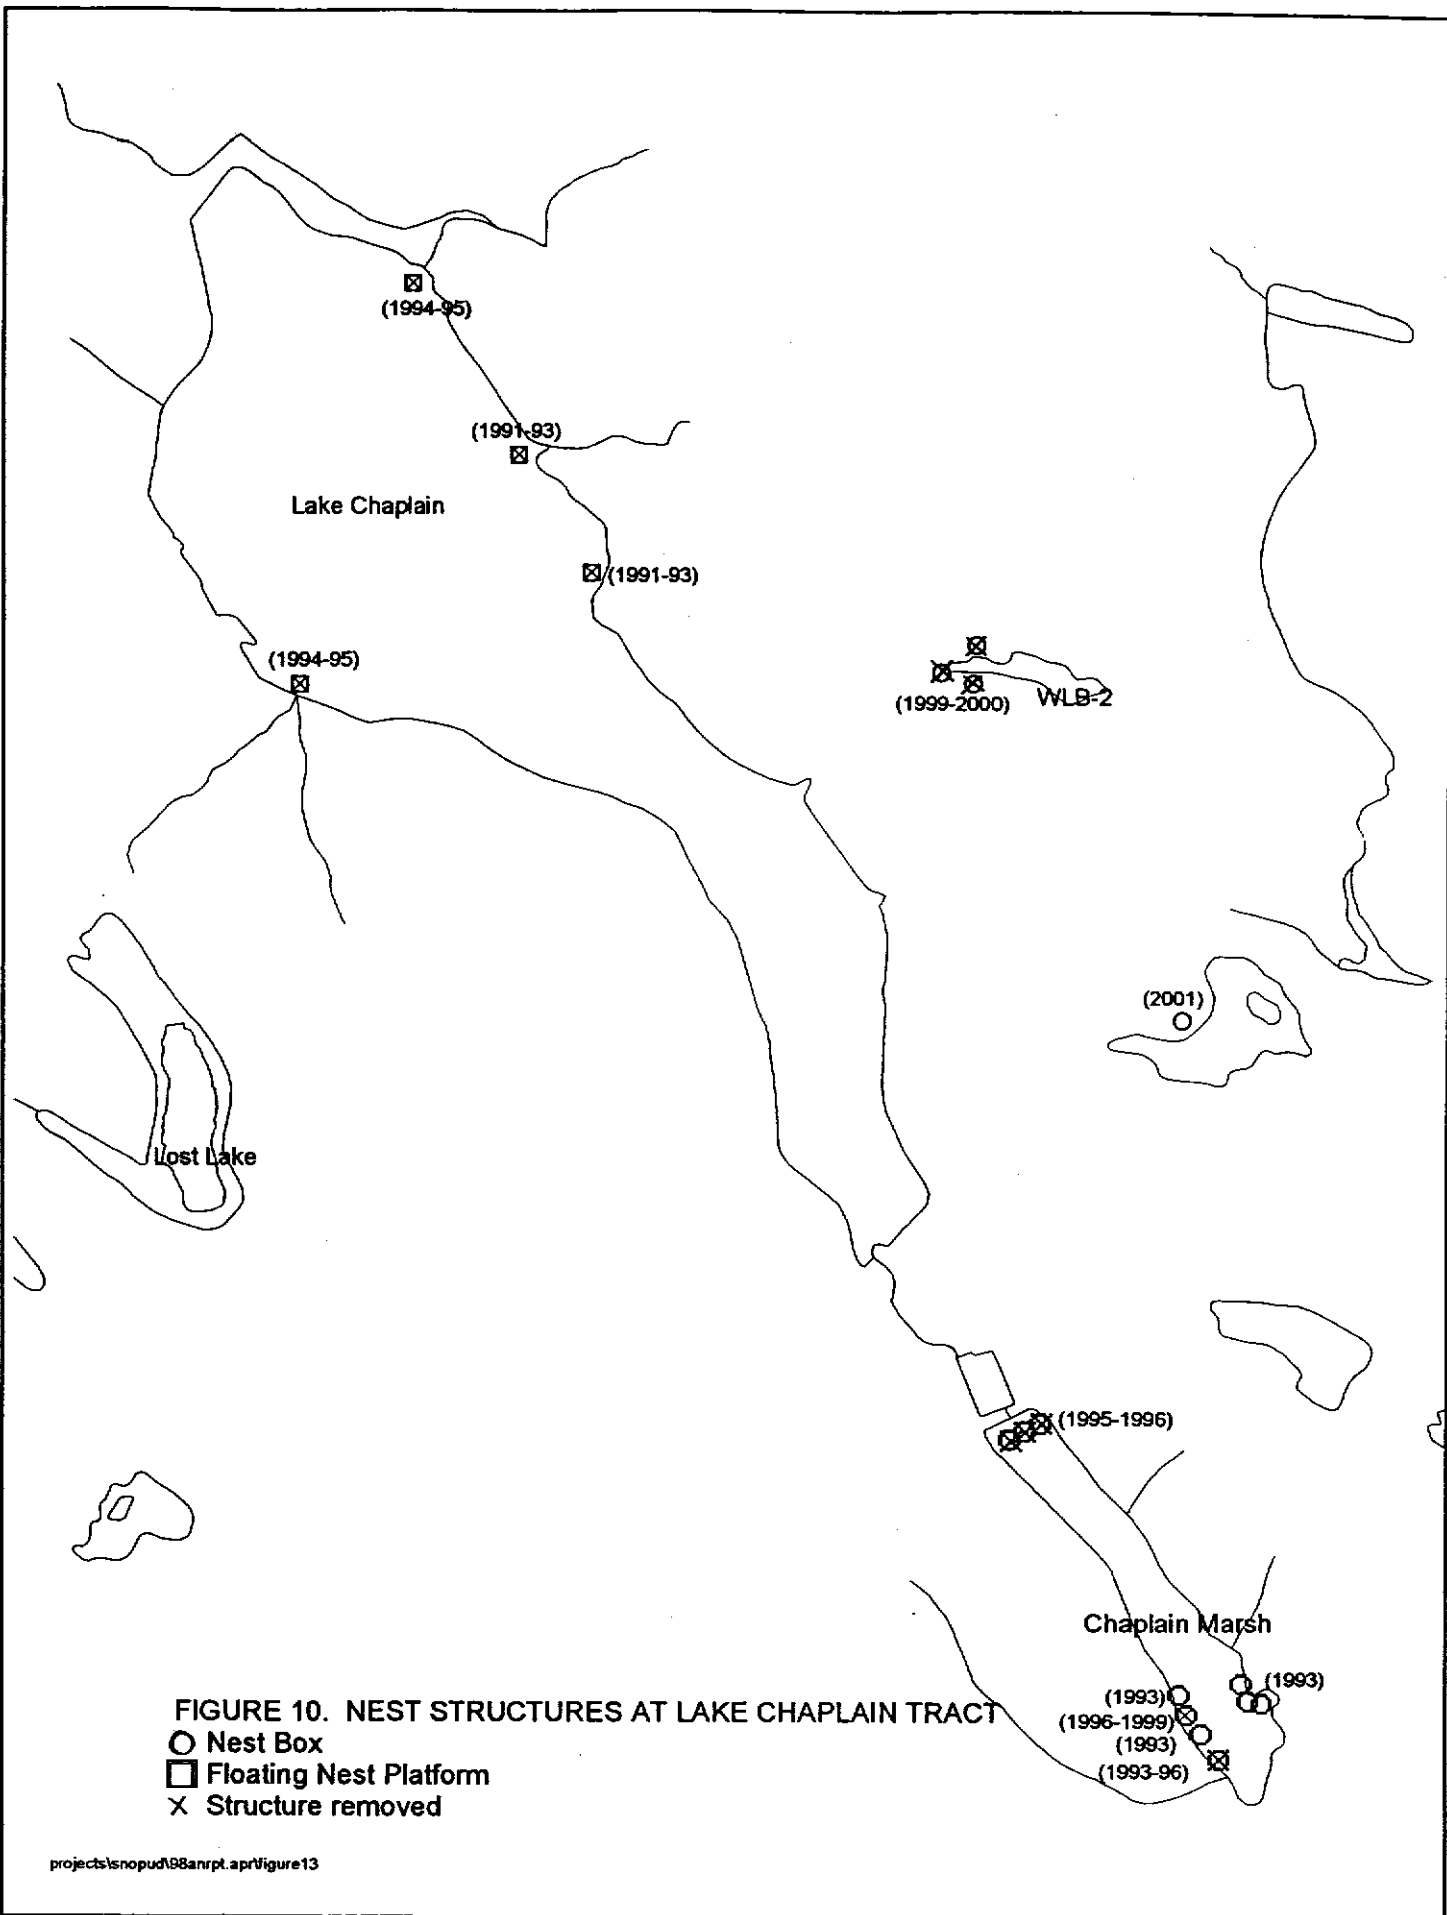 (1994-95)
(1991-93)
Lake Chaplain
(1991-93)
(1994-95)
(1999-2000)
WLB-2
(2001)
Lost Lake
(1995-1996)
Chaplain Marsh
(1993)
(1993)
(1996-1999)
(1993)
(1993-96)
FIGURE 10. NEST STRUCTURES AT LAKE CHAPLAIN TRACT
Nest Box
Floating Nest Platform
Structure removed
projects\snopud\98anrpt.apr\figure13